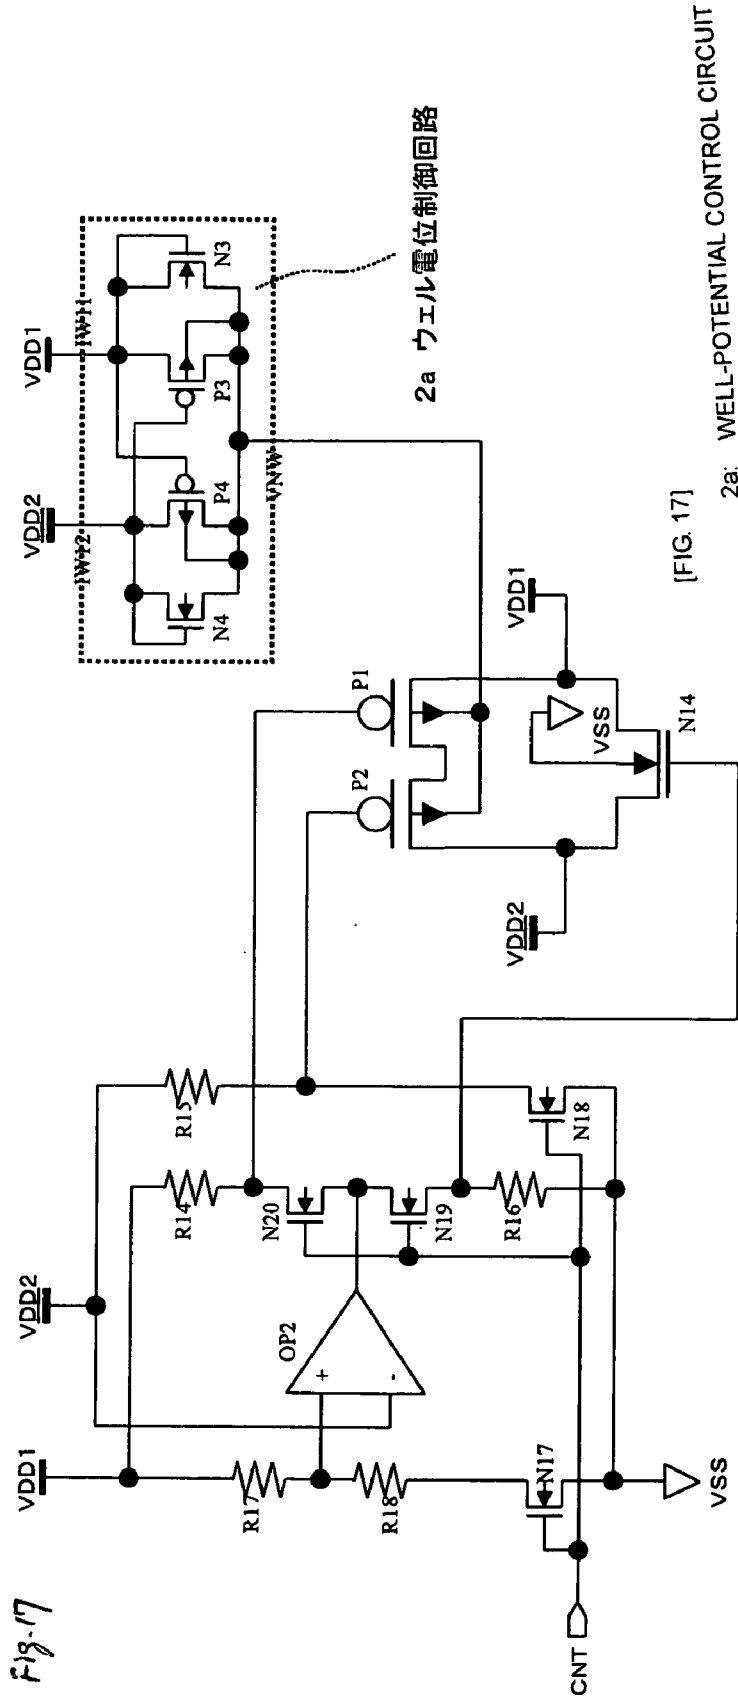 Fig.17
VDD1
VDD2
VDD2
VDD1
IW12
IW11
N4
P4
P3
N3
VNW
2a ウェル電位制御回路
R17
R18
R14
R15
OP2
+
-
N20
N19
R16
N17
N18
CNT
VSS
P2
P1
VDD2
VDD1
VSS
N14
[FIG. 17]
2a: WELL-POTENTIAL CONTROL CIRCUIT